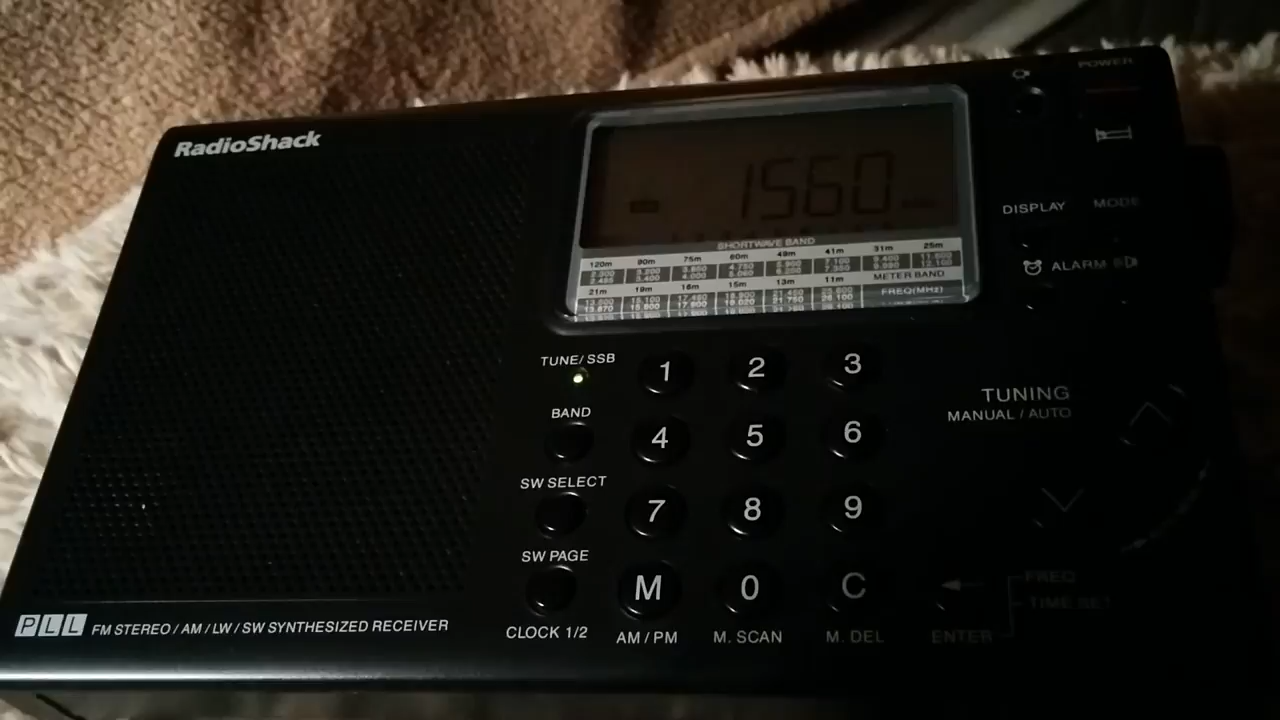 RadioShack
POWER
1560
DISPLAY MODE
ALARM
SHORTWAVE BAND
120m 90m 75m 60m 49m 41m 31m 25m
METER BAND
21m 19m 16m 15m 13m 11m
FREQ(MHz)
TUNE/SSB
1 2 3
BAND
4 5 6
TUNING
MANUAL / AUTO
SW SELECT
7 8 9
SW PAGE
M 0 C
FREQ
TIME SET
CLOCK 1/2
AM / PM M. SCAN M. DEL ENTER
PLL FM STEREO / AM / LW / SW SYNTHESIZED RECEIVER